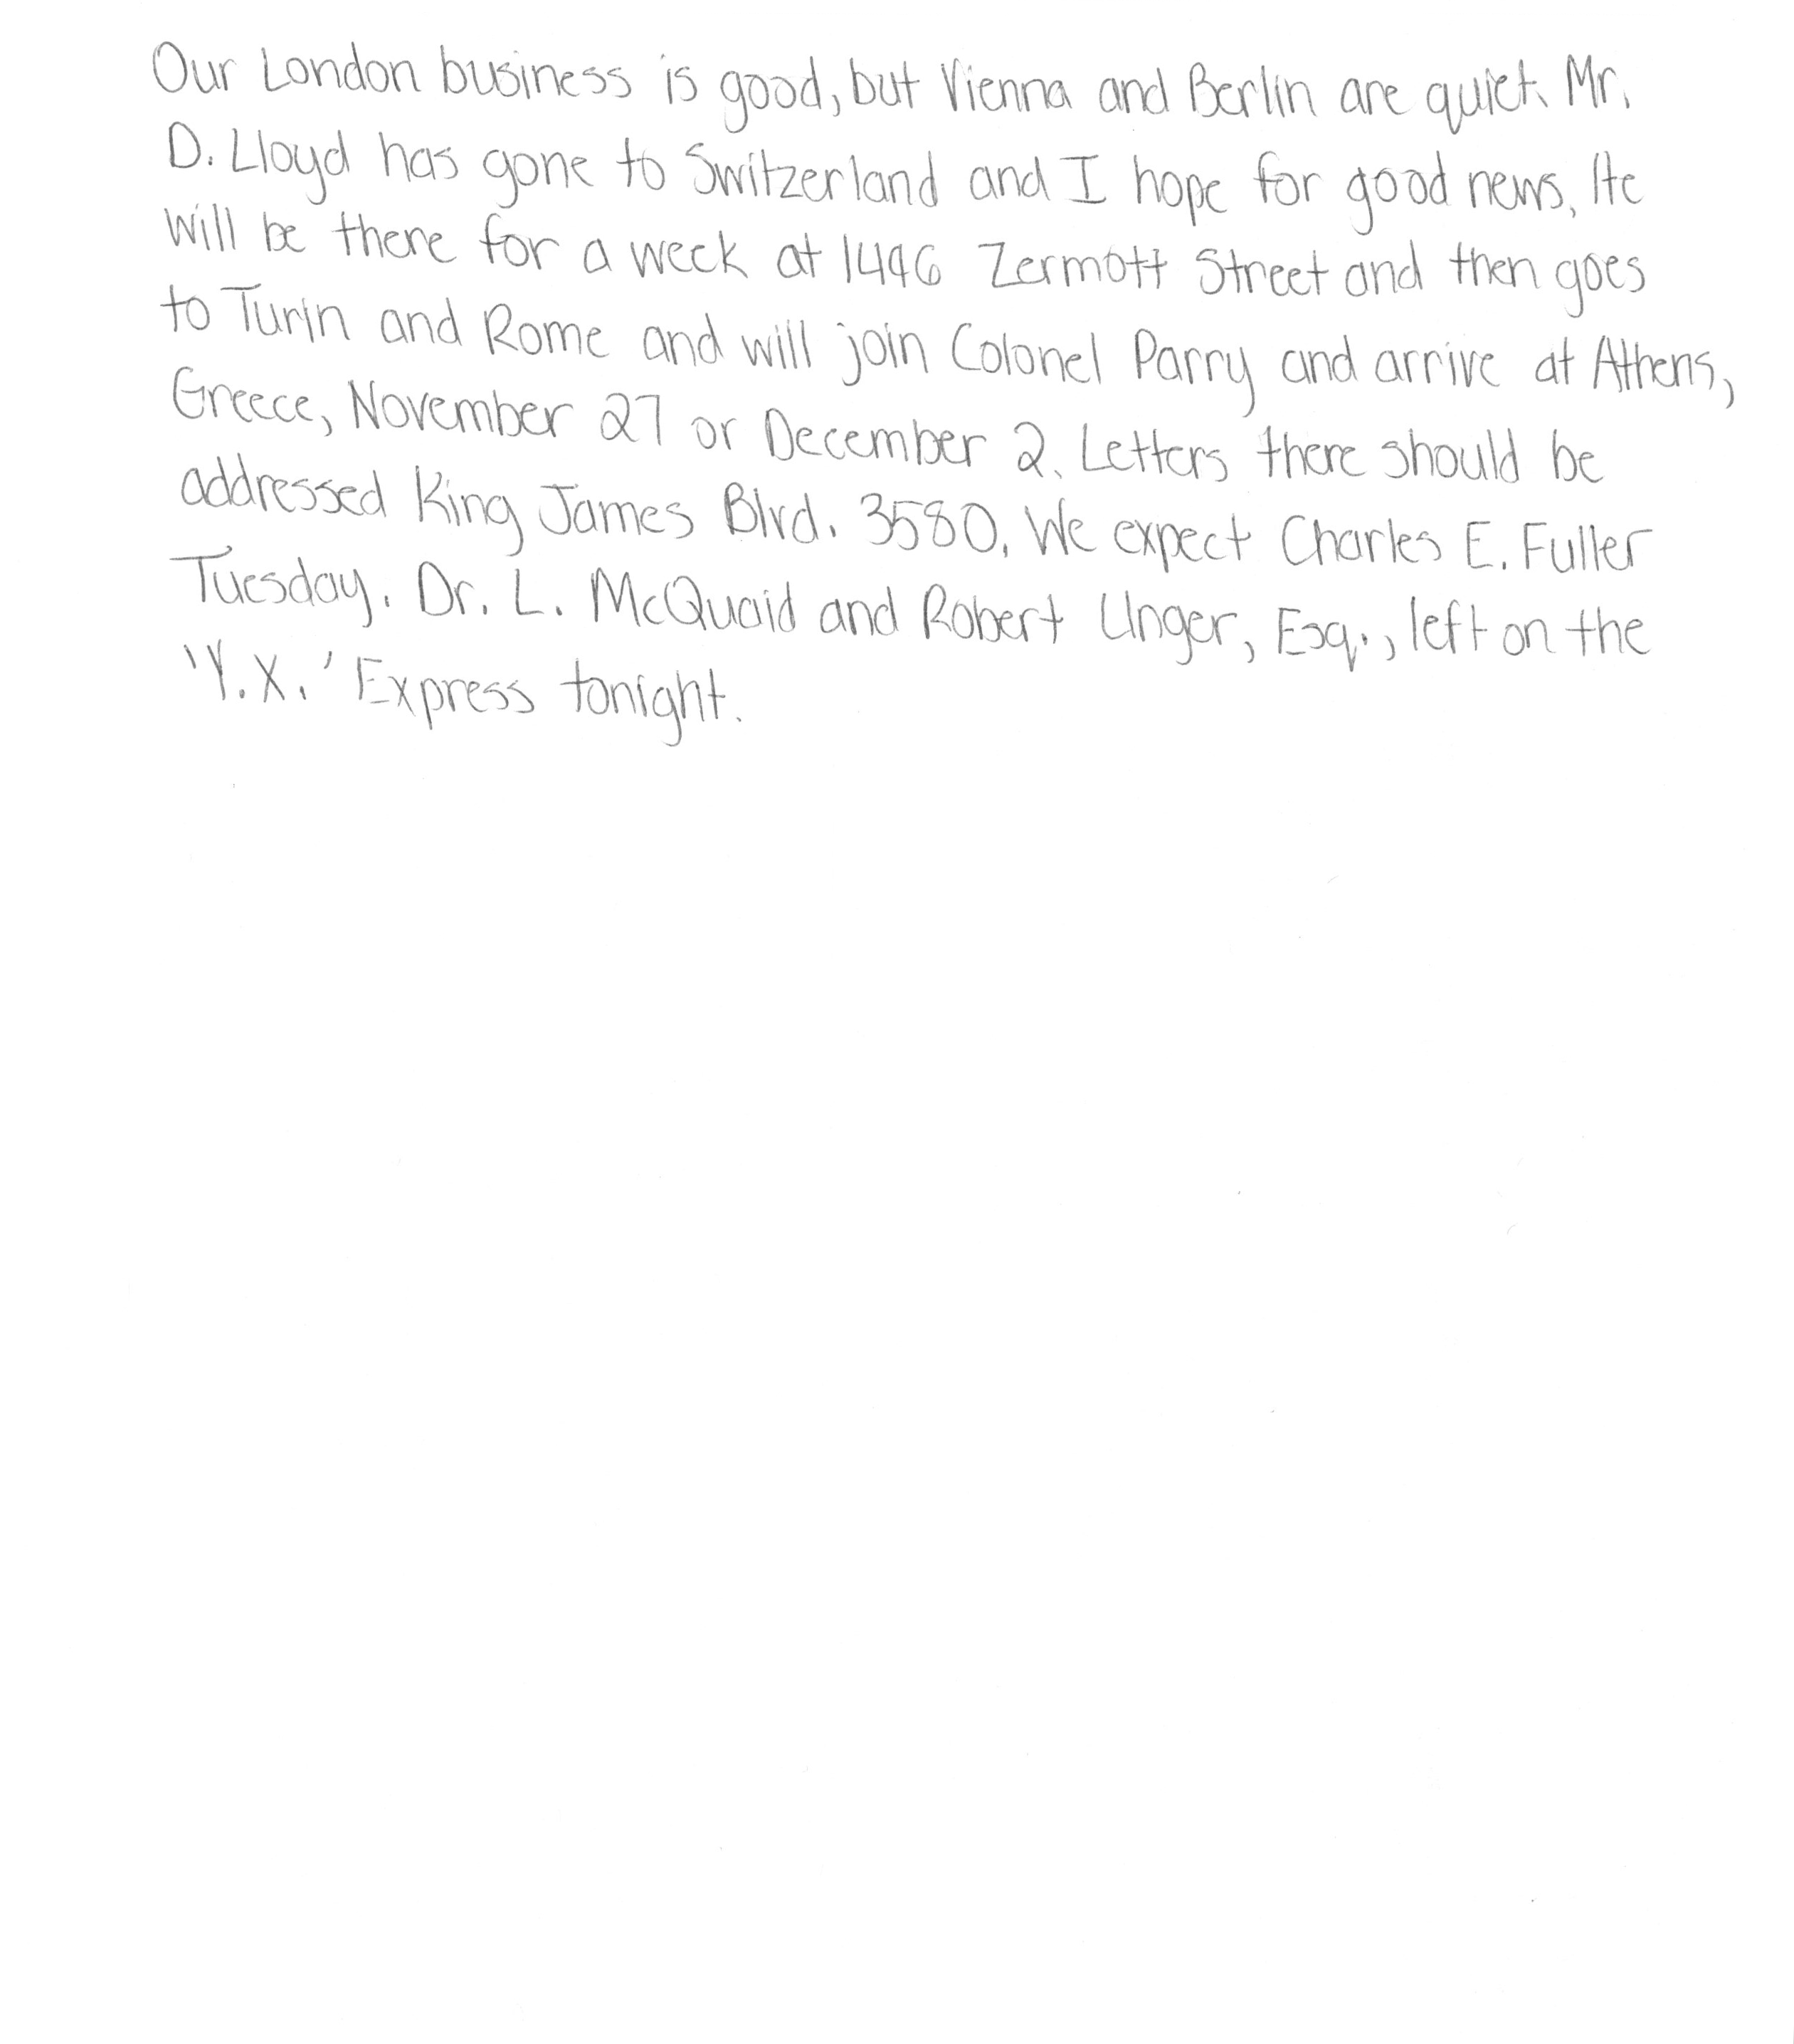 Our London business is good, but Vienna and Berlin are quiet. Mr.
D. Lloyd has gone to Switzerland and I hope for good news. He
will be there for a week at 1496 Zermott Street and then goes
to Turin and Rome and will join Colonel Parry and arrive at Athens,
Greece, November 27 or December 2. Letters there should be
addressed King James Blvd. 3580. We expect Charles E. Fuller
Tuesday. Dr. L. McQuaid and Robert Unger, Esq., left on the
'Y.X.' Express tonight.